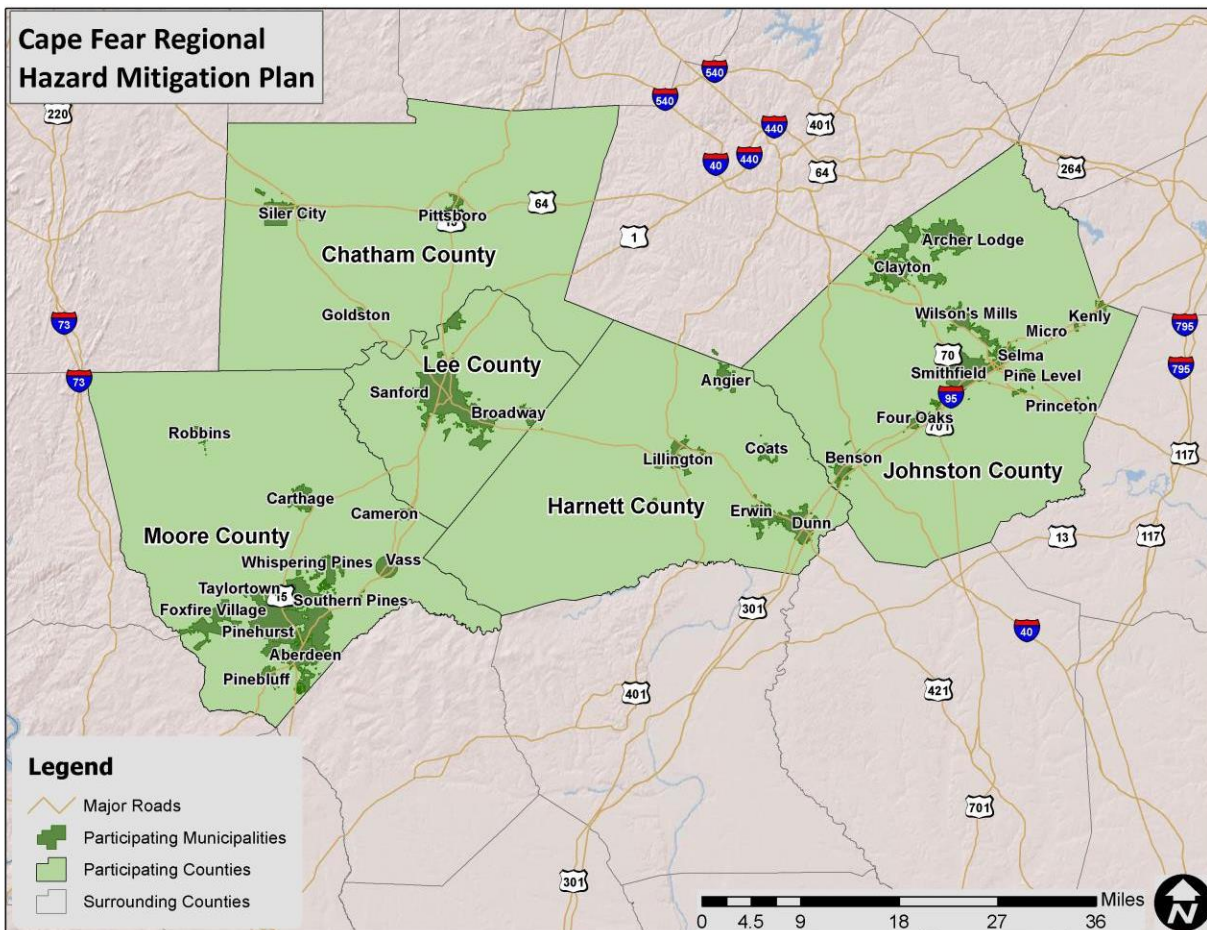 Cape Fear Regional
Hazard Mitigation Plan
220
540
540
440
401
40
440
64
264
Siler City
Pittsboro
15
64
1
Chatham County
Archer Lodge
Clayton
Goldston
73
Wilson's Mills
Kenly
Micro
795
Lee County
70
Selma
73
Sanford
Angier
Smithfield
Pine Level
795
95
Broadway
Four Oaks
701
Princeton
Robbins
Lillington
Coats
Benson
117
Johnston County
Carthage
Harnett County
Cameron
Erwin
Dunn
Moore County
13
117
Whispering Pines
Vass
Taylortown
15
Southern Pines
Foxfire Village
301
Pinehurst
40
Aberdeen
Pinebluff
401
421
Legend
Major Roads
Participating Municipalities
Participating Counties
Surrounding Counties
701
301
Miles
0 4.5 9 18 27 36
N